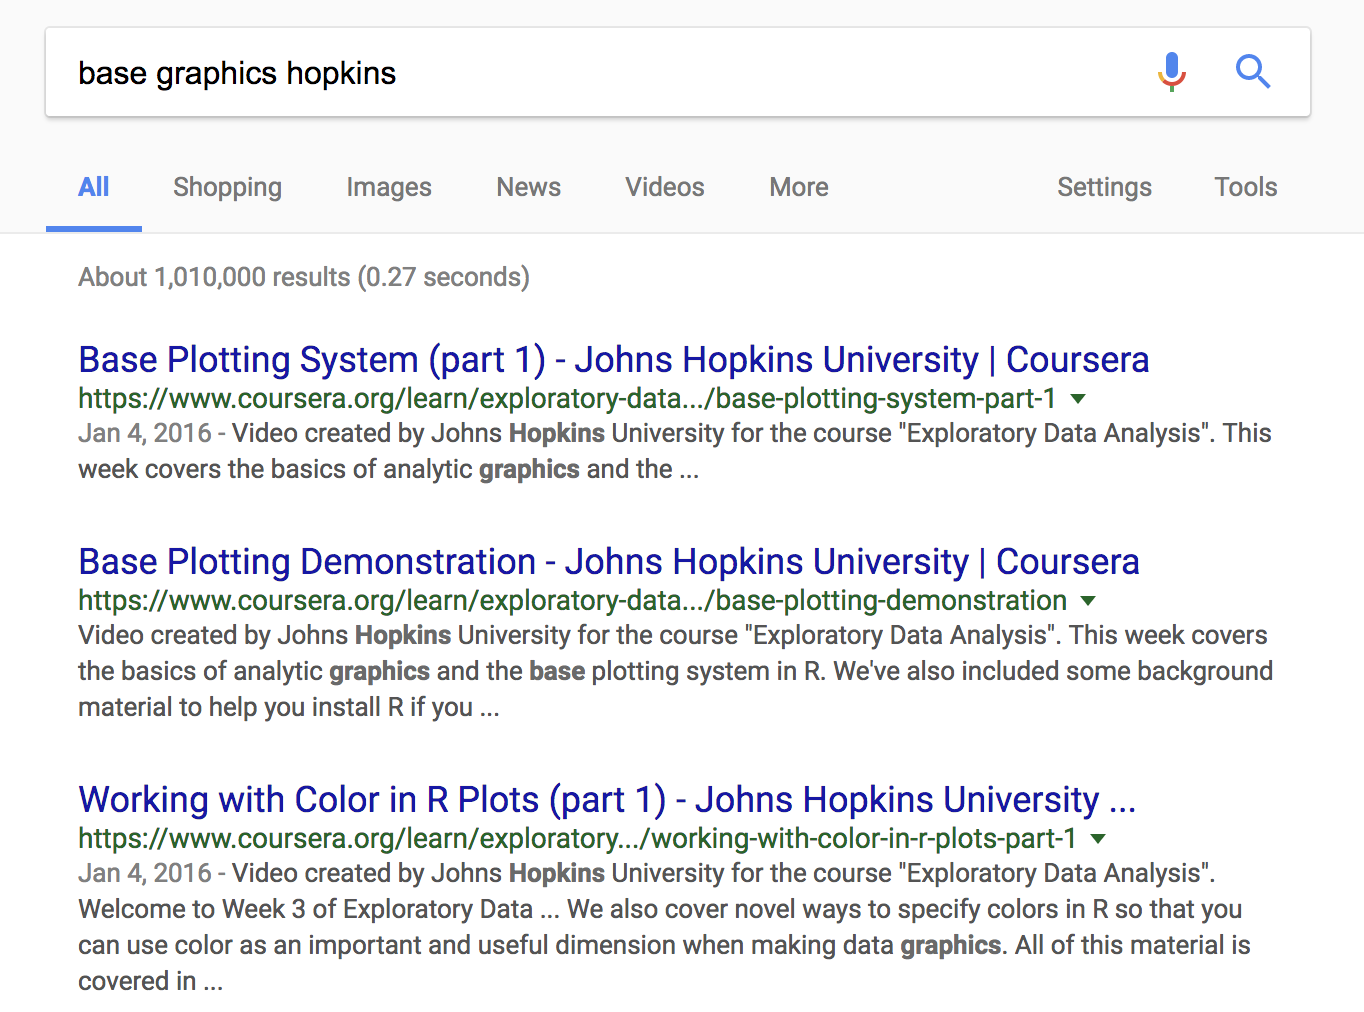 base graphics hopkins
All Shopping Images News Videos More Settings Tools
About 1,010,000 results (0.27 seconds)
Base Plotting System (part 1) - Johns Hopkins University | Coursera
https://www.coursera.org/learn/exploratory-data.../base-plotting-system-part-1
Jan 4, 2016 - Video created by Johns Hopkins University for the course "Exploratory Data Analysis". This
week covers the basics of analytic graphics and the ...
Base Plotting Demonstration - Johns Hopkins University | Coursera
https://www.coursera.org/learn/exploratory-data.../base-plotting-demonstration
Video created by Johns Hopkins University for the course "Exploratory Data Analysis". This week covers
the basics of analytic graphics and the base plotting system in R. We've also included some background
material to help you install R if you ...
Working with Color in R Plots (part 1) - Johns Hopkins University ...
https://www.coursera.org/learn/exploratory.../working-with-color-in-r-plots-part-1
Jan 4, 2016 - Video created by Johns Hopkins University for the course "Exploratory Data Analysis".
Welcome to Week 3 of Exploratory Data ... We also cover novel ways to specify colors in R so that you
can use color as an important and useful dimension when making data graphics. All of this material is
covered in ...